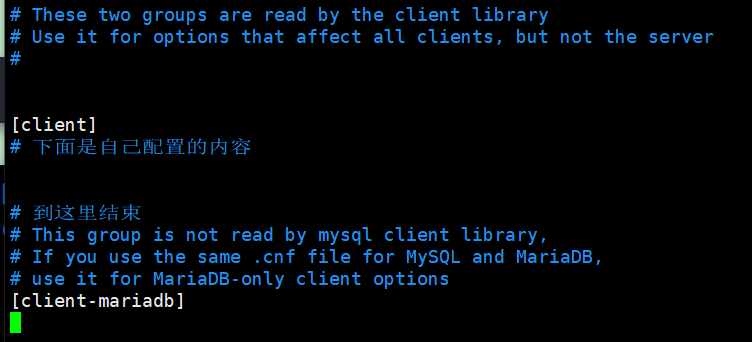 # These two groups are read by the client library
# Use it for options that affect all clients, but not the server
#
[client]
# 下面是自己配置的内容
# 到这里结束
# This group is not read by mysql client library,
# If you use the same .cnf file for MySQL and MariaDB,
# use it for MariaDB-only client options
[client-mariadb]